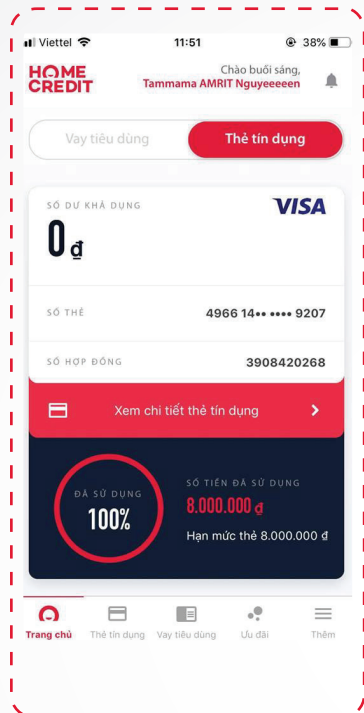 Viettel 11:51 38%
HOME CREDIT
Chào buổi sáng,
Tammama AMRIT Nguyeeeeen
Vay tiêu dùng Thẻ tín dụng
SỐ DƯ KHẢ DỤNG VISA
0 đ
SỐ THẺ 4966 14•• •••• 9207
SỐ HỢP ĐỒNG 3908420268
Xem chi tiết thẻ tín dụng
ĐÃ SỬ DỤNG
100%
SỐ TIỀN ĐÃ SỬ DỤNG
8.000.000 đ
Hạn mức thẻ 8.000.000 đ
Trang chủ Thẻ tín dụng Vay tiêu dùng Ưu đãi Thêm